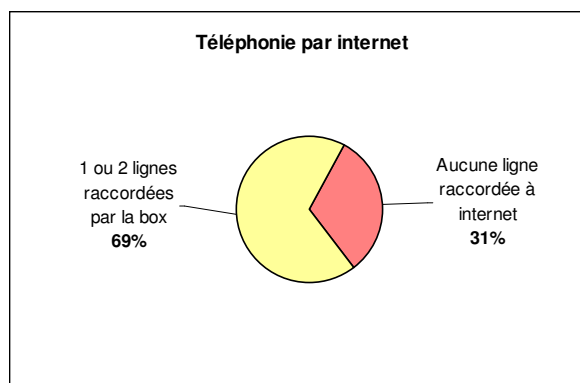 Téléphonie par internet
1 ou 2 lignes
raccordées
par la box
69%
Aucune ligne
raccordée à
internet
31%